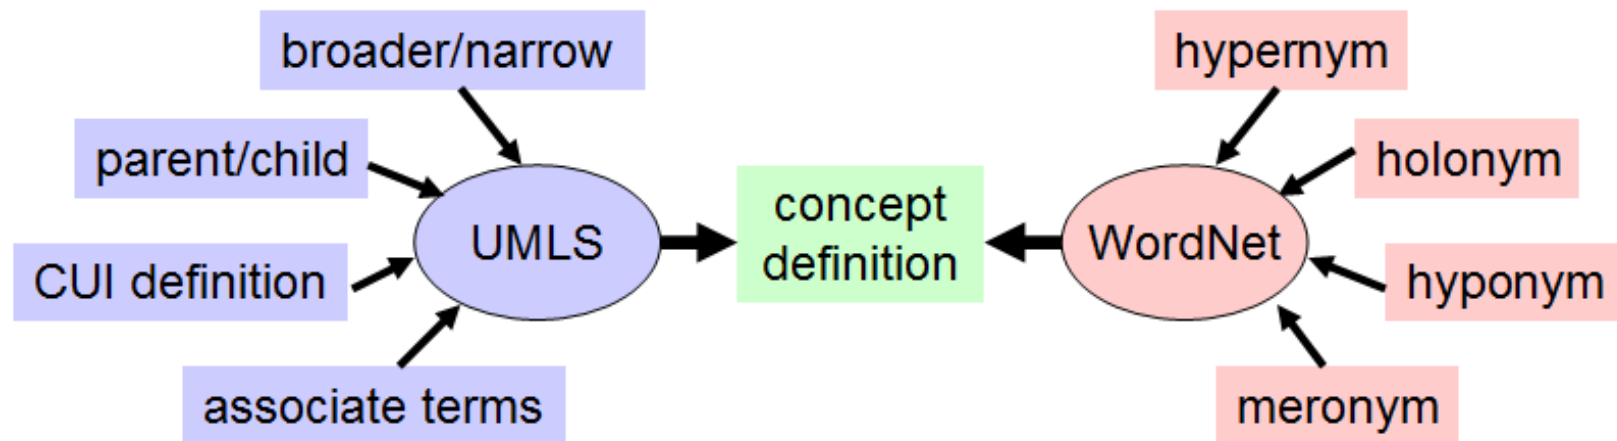 broader/narrow
parent/child
CUI definition
associate terms
UMLS
concept
definition
WordNet
hypernym
holonym
hyponym
meronym